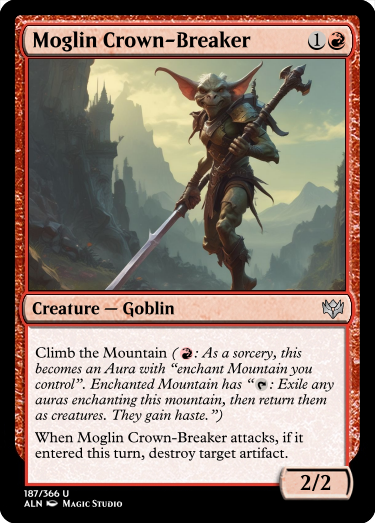 Moglin Crown-Breaker 1
Creature — Goblin
Climb the Mountain ( : As a sorcery, this
becomes an Aura with “enchant Mountain you
control”. Enchanted Mountain has “ : Exile any
auras enchanting this mountain, then return them
as creatures. They gain haste.”)
When Moglin Crown-Breaker attacks, if it
entered this turn, destroy target artifact.
2/2
187/366 U
ALN Magic Studio